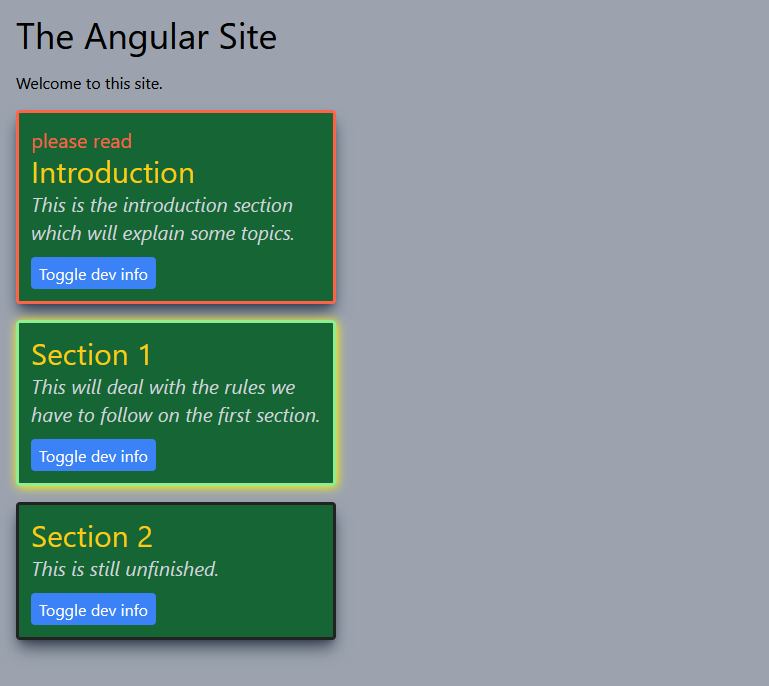 The Angular Site
Welcome to this site.
please read
Introduction
This is the introduction section
which will explain some topics.
Toggle dev info
Section 1
This will deal with the rules we
have to follow on the first section.
Toggle dev info
Section 2
This is still unfinished.
Toggle dev info